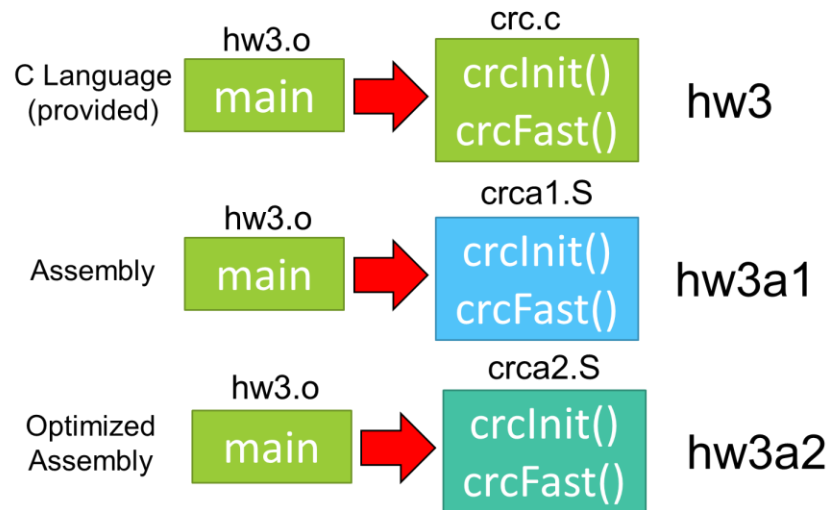 C Language
(provided)
hw3.o
main
crc.c
crcInit()
crcFast()
hw3
Assembly
hw3.o
main
crca1.S
crcInit()
crcFast()
hw3a1
Optimized
Assembly
hw3.o
main
crca2.S
crcInit()
crcFast()
hw3a2